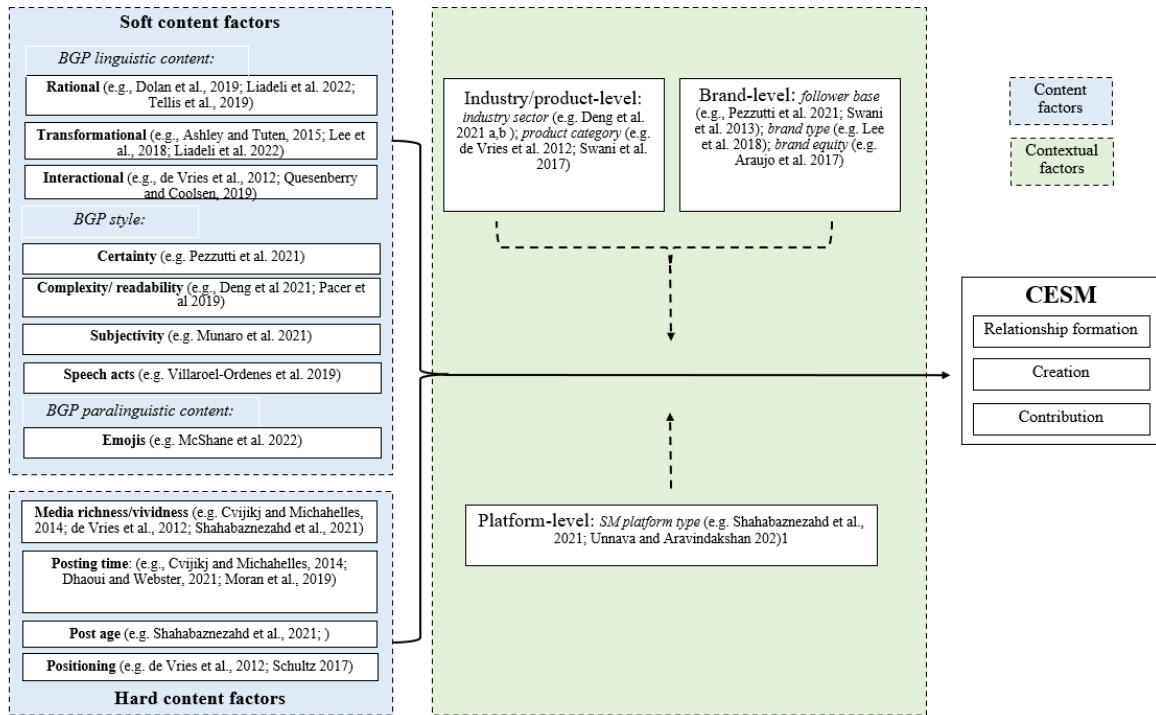 Soft content factors
BGP linguistic content:
Rational (e.g., Dolan et al., 2019; Liadeli et al. 2022;
Tellis et al., 2019)
Transformational (e.g., Ashley and Tuten, 2015; Lee et
al., 2018; Liadeli et al. 2022)
Interactional (e.g., de Vries et al., 2012; Quesenberry
and Coolsen, 2019)
BGP style:
Certainty (e.g. Pezzutti et al. 2021)
Complexity/ readability (e.g., Deng et al 2021; Pacer et
al 2019)
Subjectivity (e.g. Munaro et al. 2021)
Speech acts (e.g. Villaroel-Ordenes et al. 2019)
BGP paralinguistic content:
Emojis (e.g. McShane et al. 2022)
Media richness/vividness (e.g. Cvijikj and Michahelles,
2014; de Vries et al., 2012; Shahabaznezahd et al., 2021)
Posting time: (e.g., Cvijikj and Michahelles, 2014;
Dhaoui and Webster, 2021; Moran et al., 2019)
Post age (e.g. Shahabaznezahd et al., 2021; )
Positioning (e.g. de Vries et al., 2012; Schultz 2017)
Hard content factors
Industry/product-level:
industry sector (e.g. Deng et al.
2021 a,b ); product category (e.g.
de Vries et al. 2012; Swani et al.
2017)
Brand-level: follower base
(e.g., Pezzutti et al. 2021; Swani
et al. 2013); brand type (e.g. Lee
et al. 2018); brand equity (e.g.
Araujo et al. 2017)
Platform-level: SM platform type (e.g. Shahabaznezahd et al.,
2021; Unnava and Aravindakshan 202)1
Content
factors
Contextual
factors
CESM
Relationship formation
Creation
Contribution